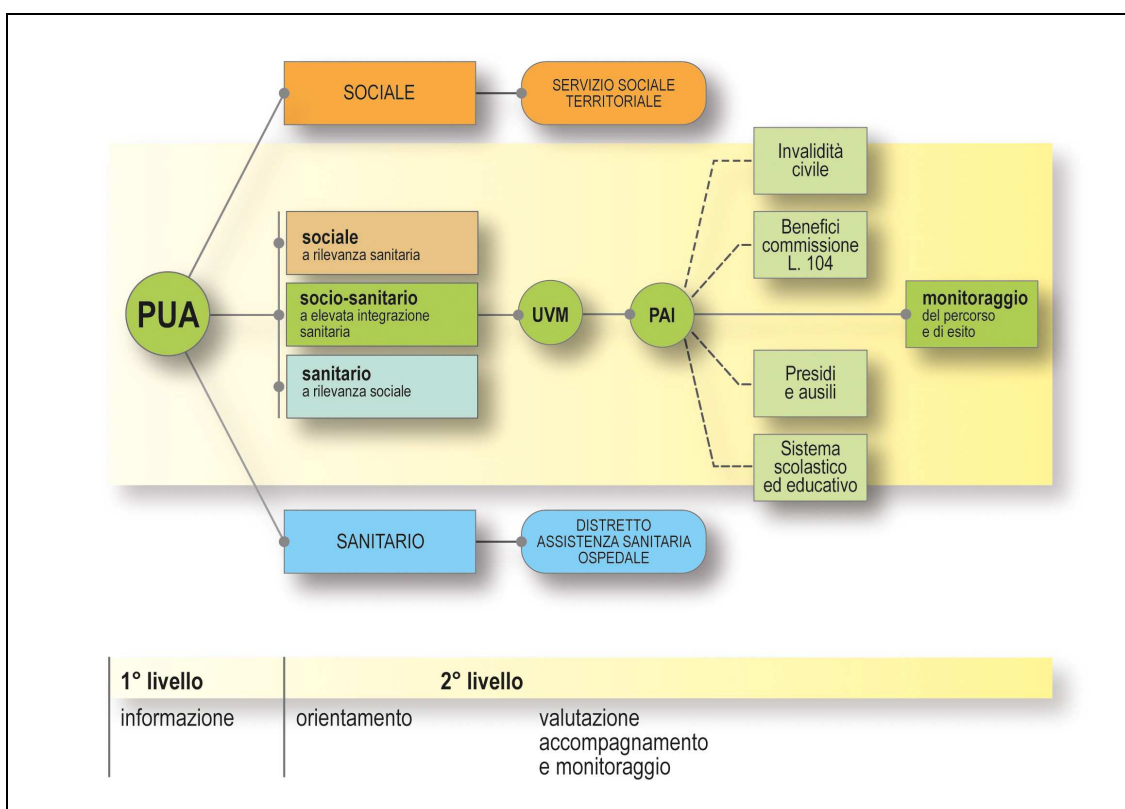 SOCIALE
SERVIZIO SOCIALE
TERRITORIALE
Invalidità
civile
Benefici
commissione
L. 104
sociale
a rilevanza sanitaria
PUA
socio-sanitario
a elevata integrazione
sanitaria
UVM
PAI
monitoraggio
del percorso
e di esito
sanitario
a rilevanza sociale
Presidi
e ausili
Sistema
scolastico
ed educativo
SANITARIO
DISTRETTO
ASSISTENZA SANITARIA
OSPEDALE
1° livello
2° livello
informazione
orientamento
valutazione
accompagnamento
e monitoraggio